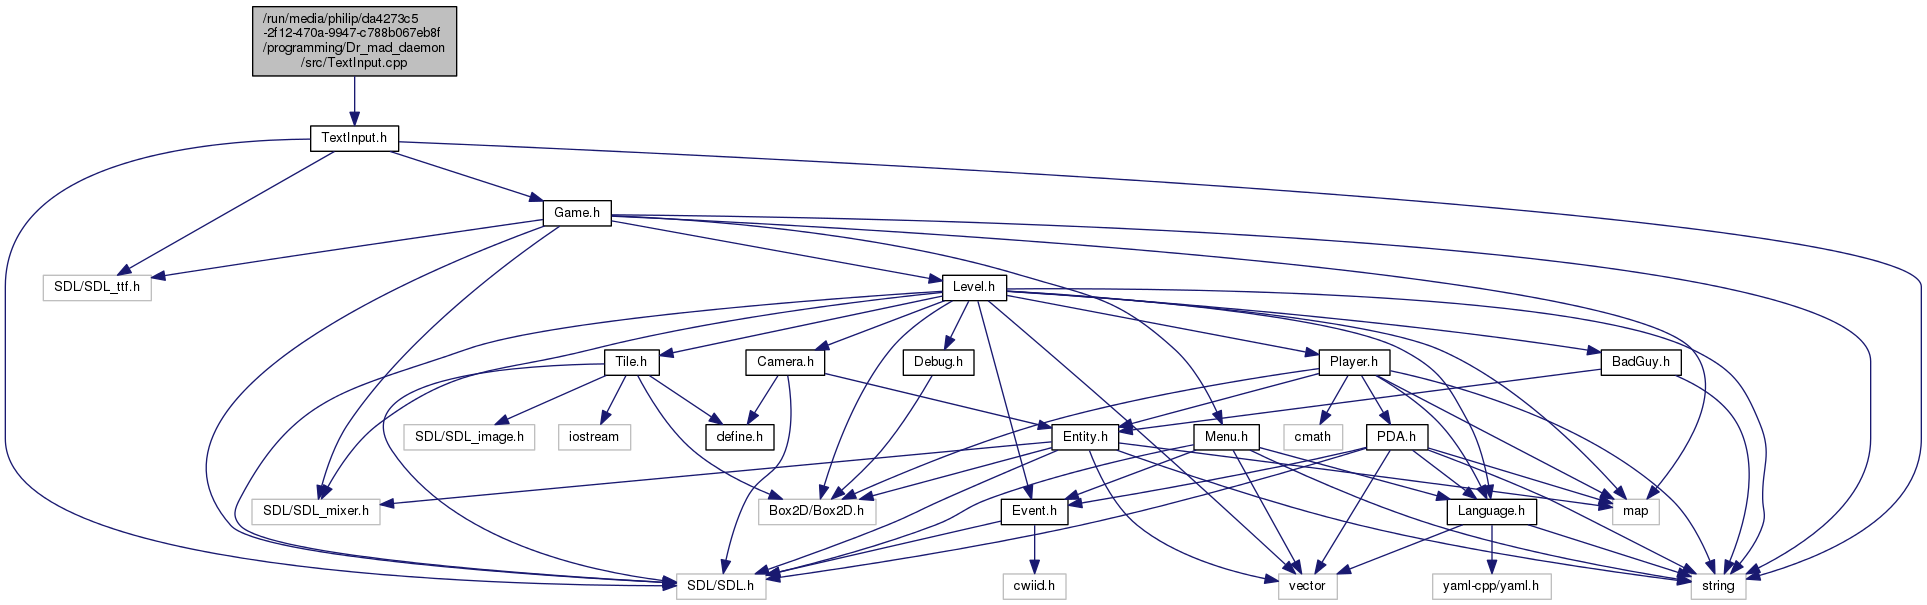 /run/media/philip/da4273c5
-2f12-470a-9947-c788b067eb8f
/programming/Dr_mad_daemon
/src/TextInput.cpp
TextInput.h
Game.h
SDL/SDL_ttf.h
Level.h
Tile.h
Camera.h
Debug.h
Player.h
BadGuy.h
SDL/SDL_image.h
iostream
define.h
Entity.h
Menu.h
cmath
PDA.h
SDL/SDL_mixer.h
Box2D/Box2D.h
Event.h
Language.h
map
SDL/SDL.h
cwiid.h
vector
yaml-cpp/yaml.h
string